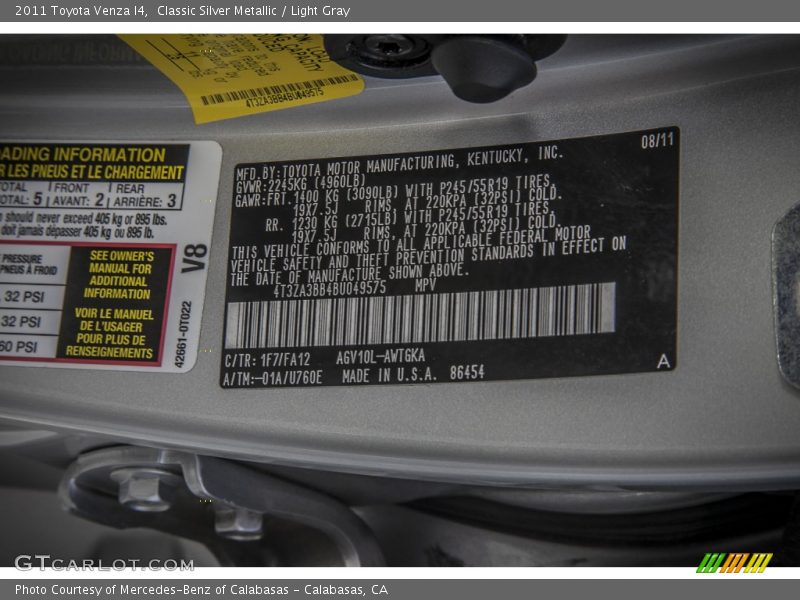 2011 Toyota Venza I4, Classic Silver Metallic / Light Gray
4T3ZA3BB4BU049575
ADING INFORMATION
R LES PNEUS ET LE CHARGEMENT
TOTAL: 5 FRONT AVANT: 2 REAR ARRIÈRE: 3
n should never exceed 405 kg or 895 lbs.
doit jamais dépasser 405 kg ou 895 lb.
PRESSURE
PNEUS À FROID
, 32 PSI
32 PSI
60 PSI
SEE OWNER'S
MANUAL FOR
ADDITIONAL
INFORMATION
VOIR LE MANUEL
DE L'USAGER
POUR PLUS DE
RENSEIGNEMENTS
V8
42661-0T022
08/11
MFD. BY: TOYOTA MOTOR MANUFACTURING, KENTUCKY, INC.
GVWR: 2245KG (4960LB)
GAWR: FRT. 1400 KG (3090LB) WITH P245/55R19 TIRES
19X7.5J RIMS, AT 220KPA (32PSI) COLD.
RR. 1230 KG (2715LB) WITH P245/55R19 TIRES
19X7.5J RIMS, AT 220KPA (32PSI) COLD
THIS VEHICLE CONFORMS TO ALL APPLICABLE FEDERAL MOTOR
VEHICLE SAFETY AND THEFT PREVENTION STANDARDS IN EFFECT ON
THE DATE OF MANUFACTURE SHOWN ABOVE.
4T3ZA3BB4BU049575 MPV
C/TR: 1F7/FA12 AGV10L-AWTGKA
A/TM:-01A/U760E MADE IN U.S.A. 86454
A
GTCARLOT.COM
Photo Courtesy of Mercedes-Benz of Calabasas - Calabasas, CA